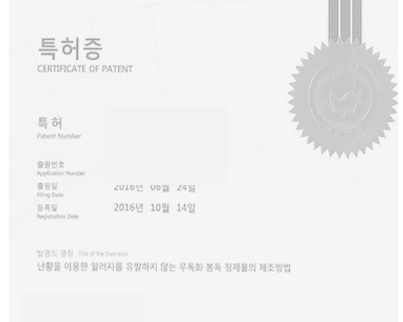 특허증
CERTIFICATE OF PATENT
특 허
Patent Number
출원번호
Application Number
출원일 2016년 06월 24일
Filing Date
등록일 2016년 10월 14일
Registration Date
발명의 명칭 Title of the Invention
난황을 이용한 알러지를 유발하지 않는 무독화 봉독 정제물의 제조방법